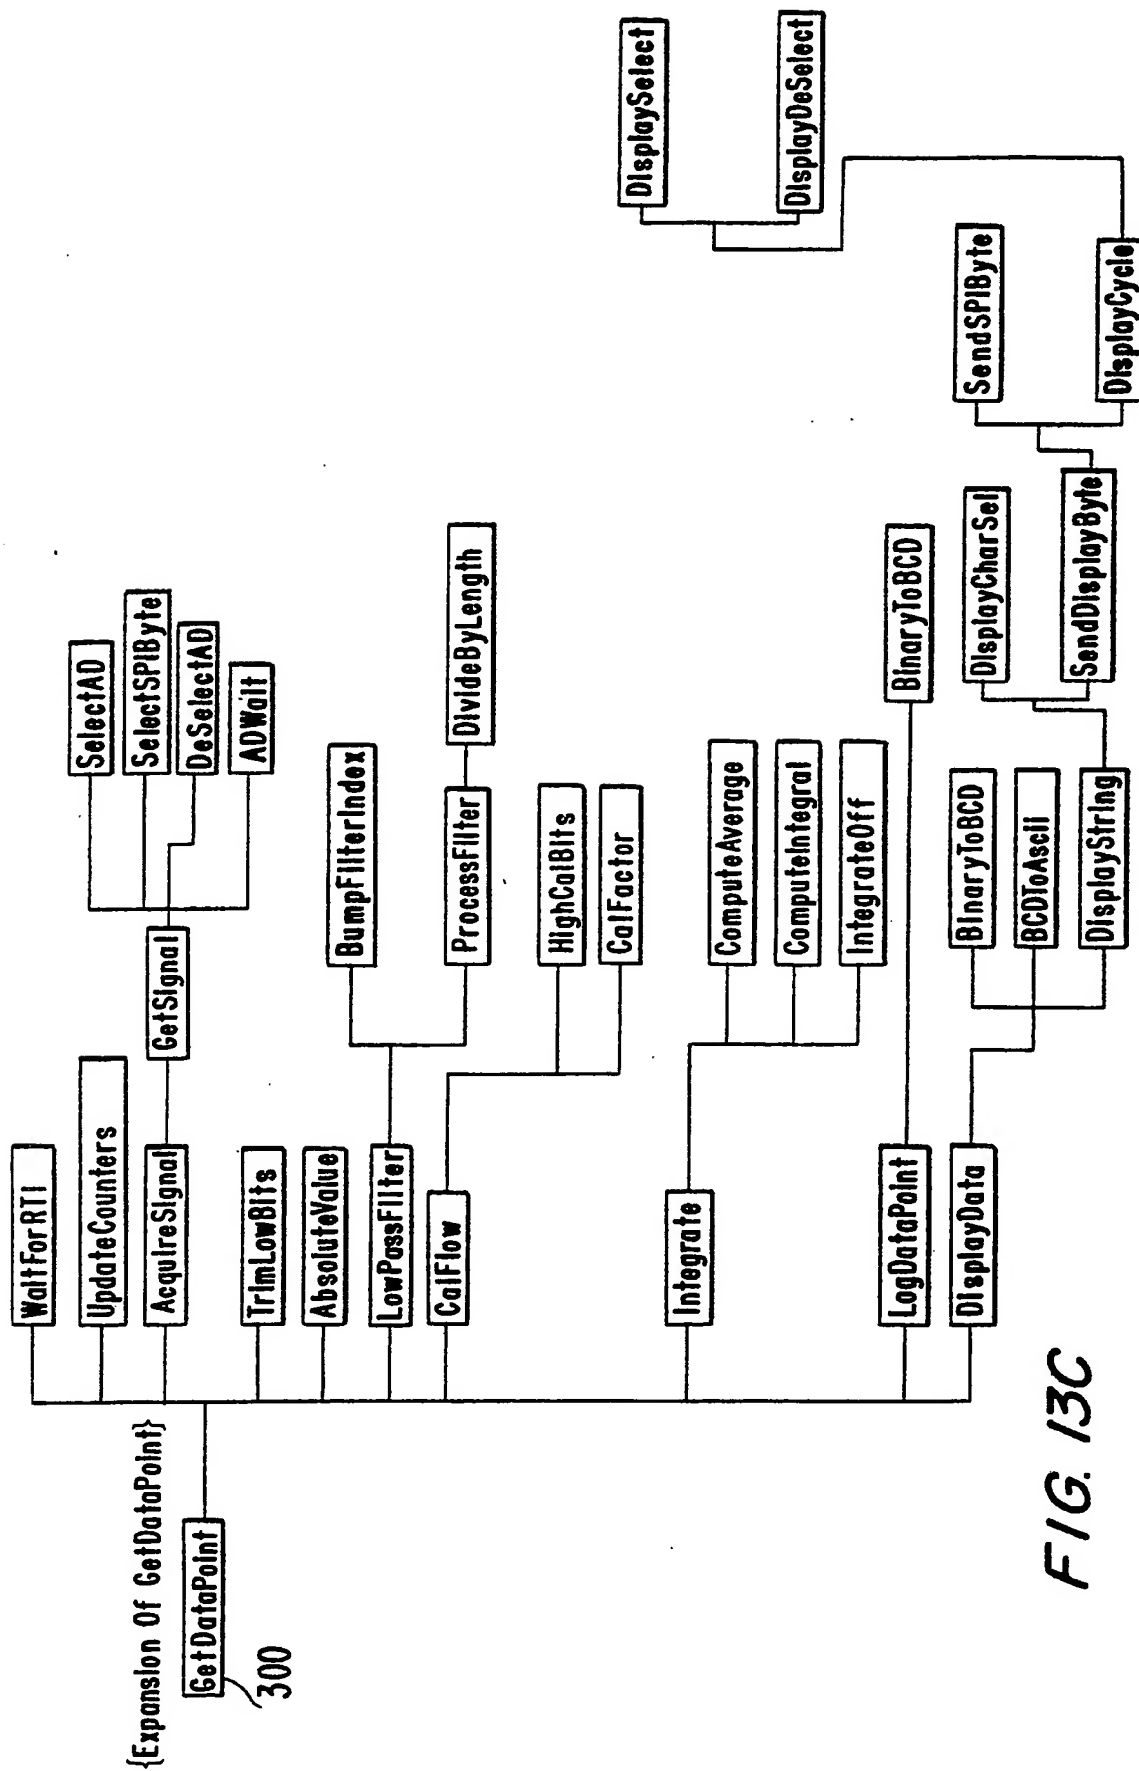 {Expansion Of GetDataPoint}
GetDataPoint
300
WaitForRTI
UpdateCounters
AcquireSignal
GetSignal
SelectAD
SelectSPIByte
DeSelectAD
ADWait
TrimLowBits
AbsoluteValue
LowPassFilter
BumpFilterIndex
ProcessFilter
DivideByLength
CalFlow
HighCalBits
CalFactor
Integrate
ComputeAverage
ComputeIntegral
IntegrateOff
LogDataPoint
BinaryToBCD
DisplayData
BinaryToBCD
BCDToAscii
DisplayString
DisplayCharSel
SendDisplayByte
SendSPIByte
DisplayCycle
DisplaySelect
DisplayDeSelect
FIG. 13C